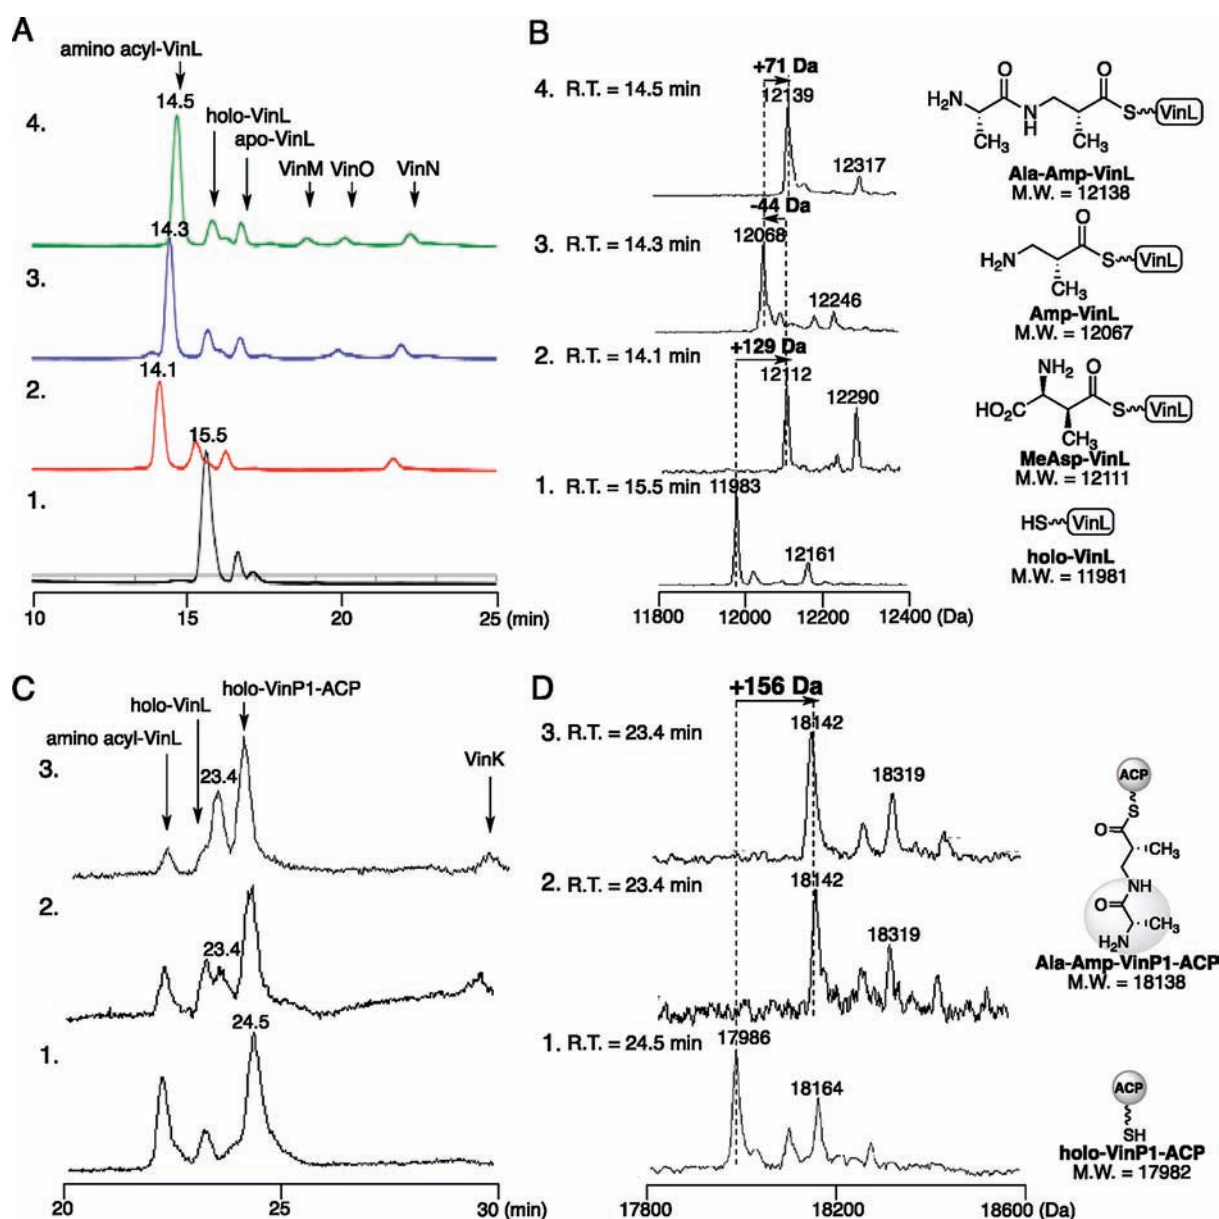 A
amino acyl-VinL
14.5
holo-VinL
apo-VinL
VinM VinO VinN
4.
14.3
3.
14.1
2.
15.5
1.
10 15 20 25 (min)
B
+71 Da
4. R.T. = 14.5 min
12139
12317
-44 Da
3. R.T. = 14.3 min
12068
12246
2. R.T. = 14.1 min
+129 Da
12112
12290
1. R.T. = 15.5 min
11983
12161
11800 12000 12200 12400 (Da)
H2N O N H O S VinL
CH3 CH3
Ala-Amp-VinL
M.W. = 12138
H2N O S VinL
CH3
Amp-VinL
M.W. = 12067
NH2 O
HO2C S VinL
CH3
MeAsp-VinL
M.W. = 12111
HS VinL
holo-VinL
M.W. = 11981
C
holo-VinP1-ACP
holo-VinL
amino acyl-VinL
VinK
3.
23.4
2.
23.4
1.
24.5
20 25 30 (min)
D
+156 Da
3. R.T. = 23.4 min
18142
18319
2. R.T. = 23.4 min
18142
18319
1. R.T. = 24.5 min
17986
18164
17800 18200 18600 (Da)
ACP
S
O
CH3
NH
O
CH3
H2N
Ala-Amp-VinP1-ACP
M.W. = 18138
ACP
SH
holo-VinP1-ACP
M.W. = 17982